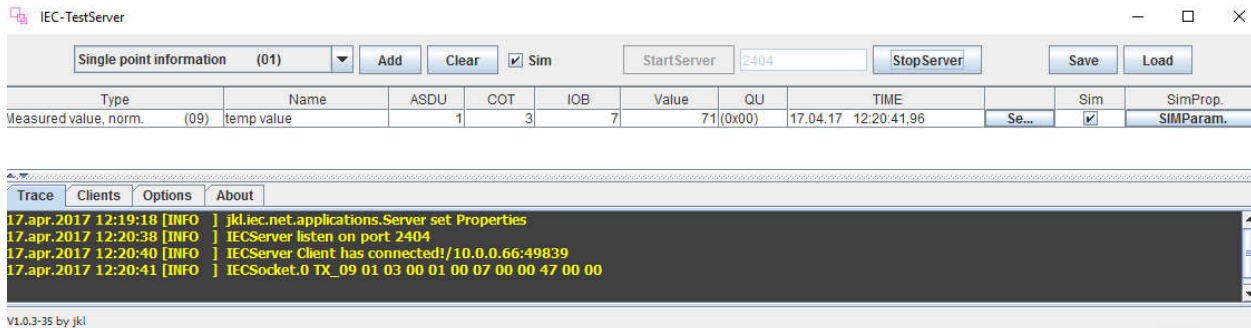 IEC-TestServer
Single point information (01) Add Clear Sim StartServer 2404 StopServer Save Load
Type Name ASDU COT IOB Value QU TIME Sim SimProp.
Measured value, norm. (09) temp value 1 3 7 71 (0x00) 17.04.17 12:20:41,96 Se... SIMParam.
Trace Clients Options About
17.apr.2017 12:19:18 [INFO ] jkl.iec.net.applications.Server set Properties
17.apr.2017 12:20:38 [INFO ] IECServer listen on port 2404
17.apr.2017 12:20:40 [INFO ] IECServer Client has connected!/10.0.0.66:49839
17.apr.2017 12:20:41 [INFO ] IECSocket.0 TX_09 01 03 00 01 00 07 00 00 47 00 00
V1.0.3-35 by jkl